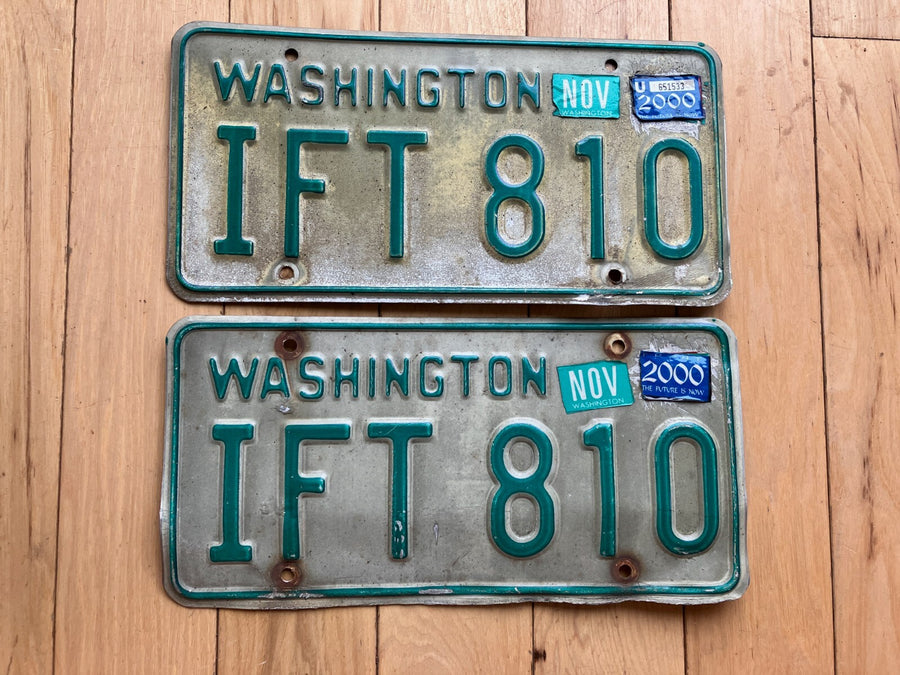 WASHINGTON NOV U 651533 2000
WASHINGTON
IFT 810
WASHINGTON NOV 2000
WASHINGTON THE FUTURE IS NOW
IFT 810